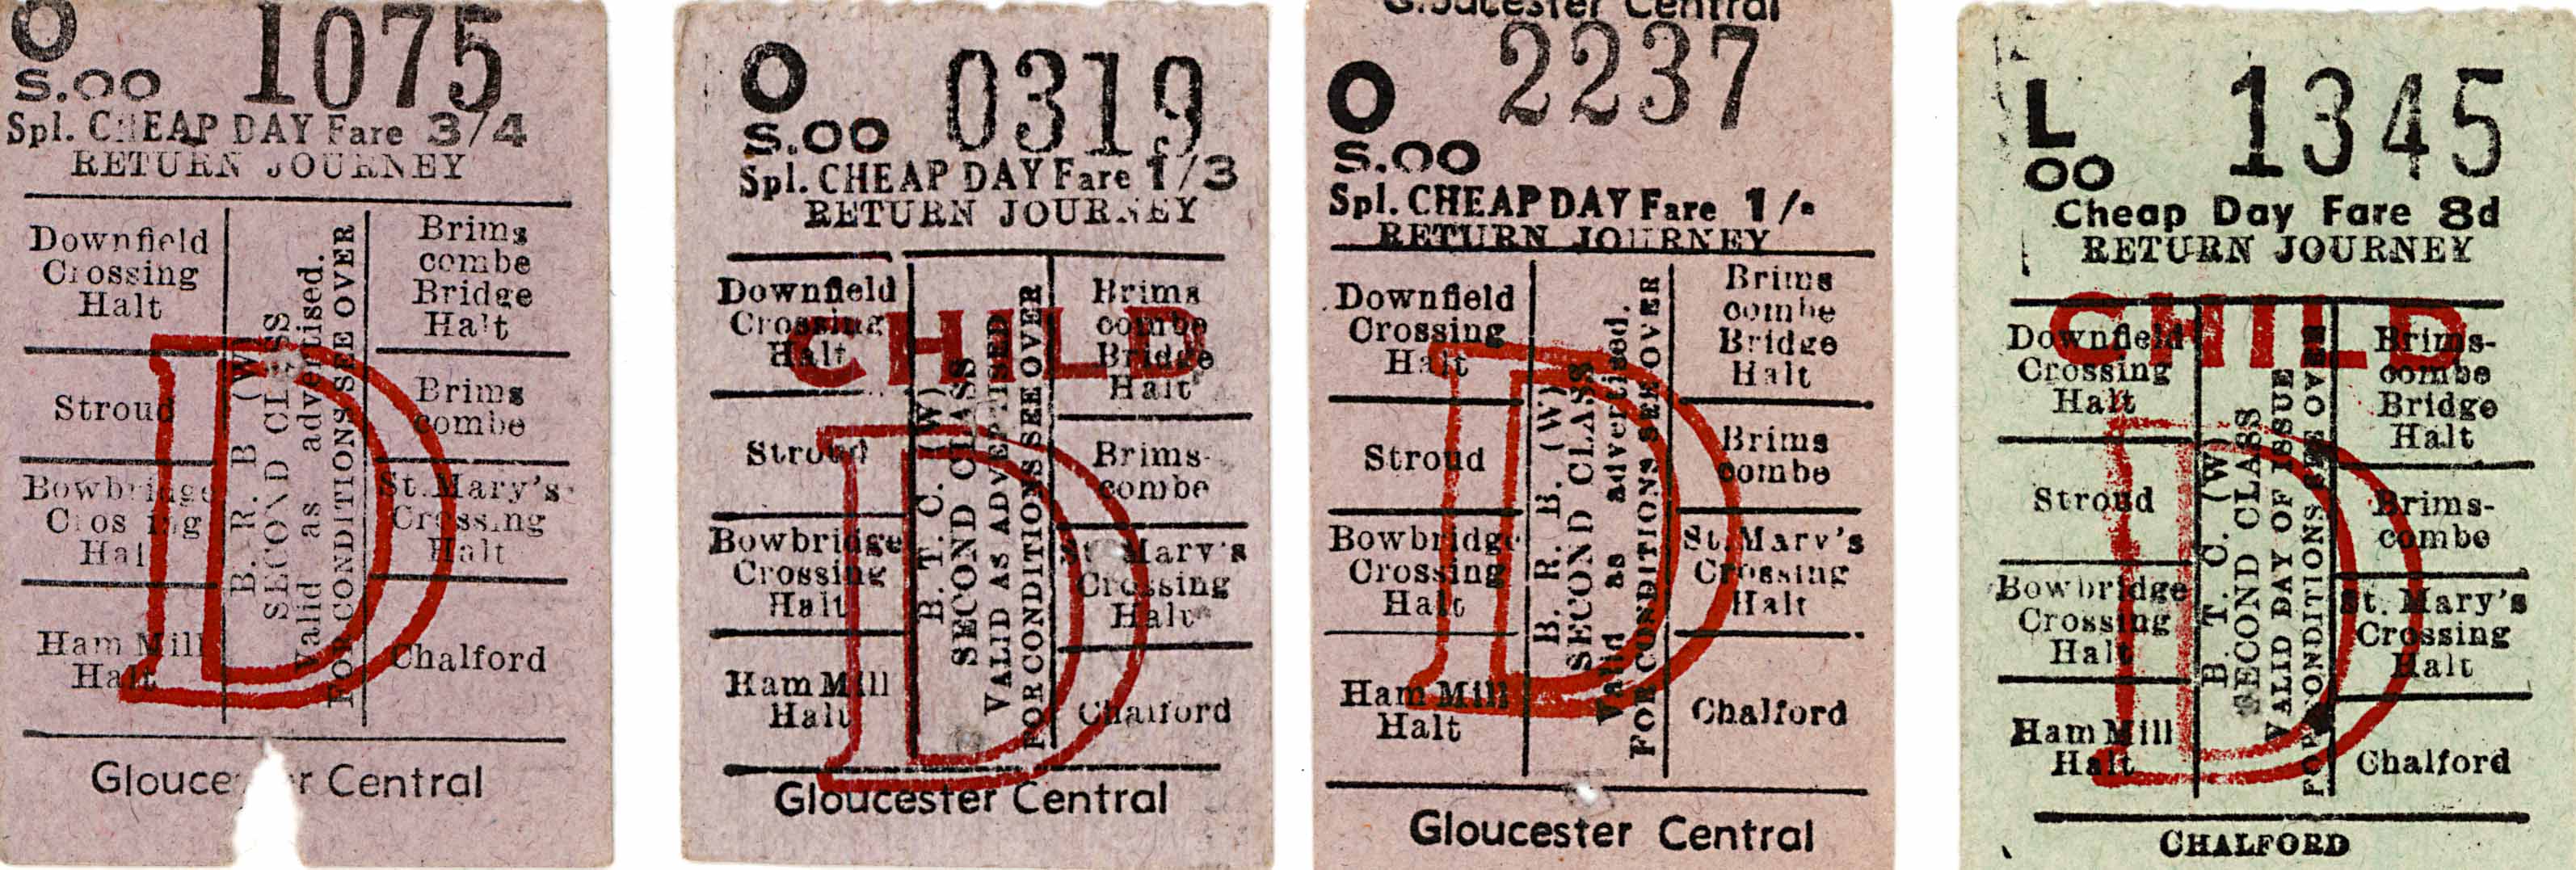 O 1075
S.OO
Spl. CHEAP DAY Fare 3/4
RETURN JOURNEY
Downfield
Crossing
Halt
Stroud
Bowbridge
Crossing
Halt
Ham Mill
Halt
B. R. B (W)
SECOND CLASS
Valid as advertised.
FOR CONDITIONS SEE OVER
Brims
combe
Bridge
Halt
Brims
combe
St. Mary's
Crossing
Halt
Chalford
D
Central
O 0319
S.OO
Spl. CHEAP DAY Fare 1/3
RETURN JOURNEY
CHILD
Downfield
Crossing
Halt
Stroud
Bowbridge
Crossing
Halt
Ham Mill
Halt
B. T. C. (W)
SECOND CLASS
VALID AS ADVERTISED
FOR CONDITIONS SEE OVER
Brims
combe
Bridge
Halt
Brims-
combe
St. Mary's
Crossing
Halt
Chalford
D
Gloucester Central
Gloucester Central
O 2237
S.OO
Spl. CHEAP DAY Fare 1/-
RETURN JOURNEY
Downfield
Crossing
Halt
Stroud
Bowbridge
Crossing
Halt
Ham Mill
Halt
B. R. B. (W)
SECOND CLASS
Valid as advertised.
FOR CONDITIONS SEE OVER
Brims
combe
Bridge
Halt
Brims
combe
St. Mary's
Crossing
Halt
Chalford
D
Gloucester Central
L 1345
OO
Cheap Day Fare 8d
RETURN JOURNEY
CHILD
Downfield
Crossing
Halt
Stroud
Bowbridge
Crossing
Halt
Ham Mill
Halt
B. T. C. (W)
SECOND CLASS
VALID DAY OF ISSUE
FOR CONDITIONS SEE OVER
Brims-
combe
Bridge
Halt
Brims-
combe
St. Mary's
Crossing
Halt
Chalford
D
CHALFORD